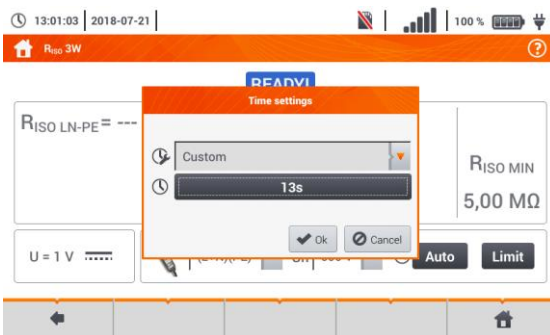 13:01:03 2018-07-21 100 %
RISO 3W
READY!
Time settings
RISO LN-PE= ---
Custom
13s
RISO MIN
5,00 MΩ
Ok Cancel
U = 1 V
Auto Limit